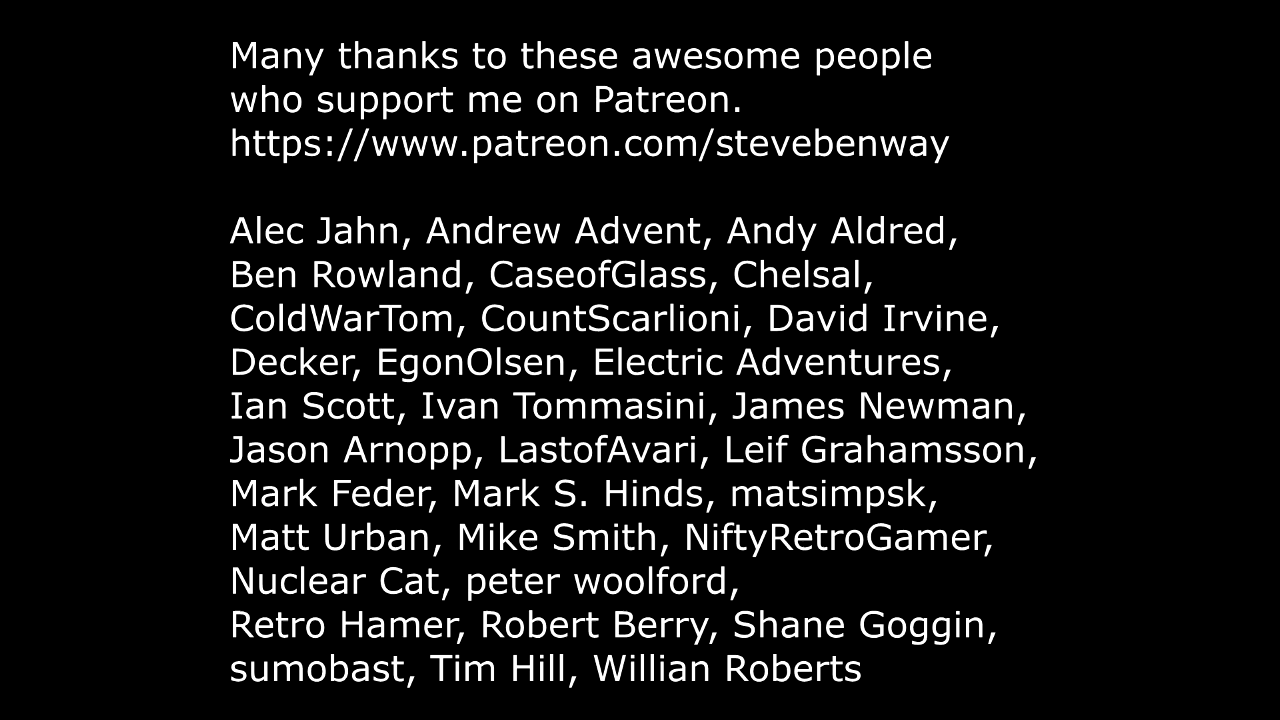 Many thanks to these awesome people
who support me on Patreon.
https://www.patreon.com/stevebenway
Alec Jahn, Andrew Advent, Andy Aldred,
Ben Rowland, CaseofGlass, Chelsal,
ColdWarTom, CountScarlioni, David Irvine,
Decker, EgonOlsen, Electric Adventures,
Ian Scott, Ivan Tommasini, James Newman,
Jason Arnopp, LastofAvari, Leif Grahamsson,
Mark Feder, Mark S. Hinds, matsimpsk,
Matt Urban, Mike Smith, NiftyRetroGamer,
Nuclear Cat, peter woolford,
Retro Hamer, Robert Berry, Shane Goggin,
sumobast, Tim Hill, Willian Roberts